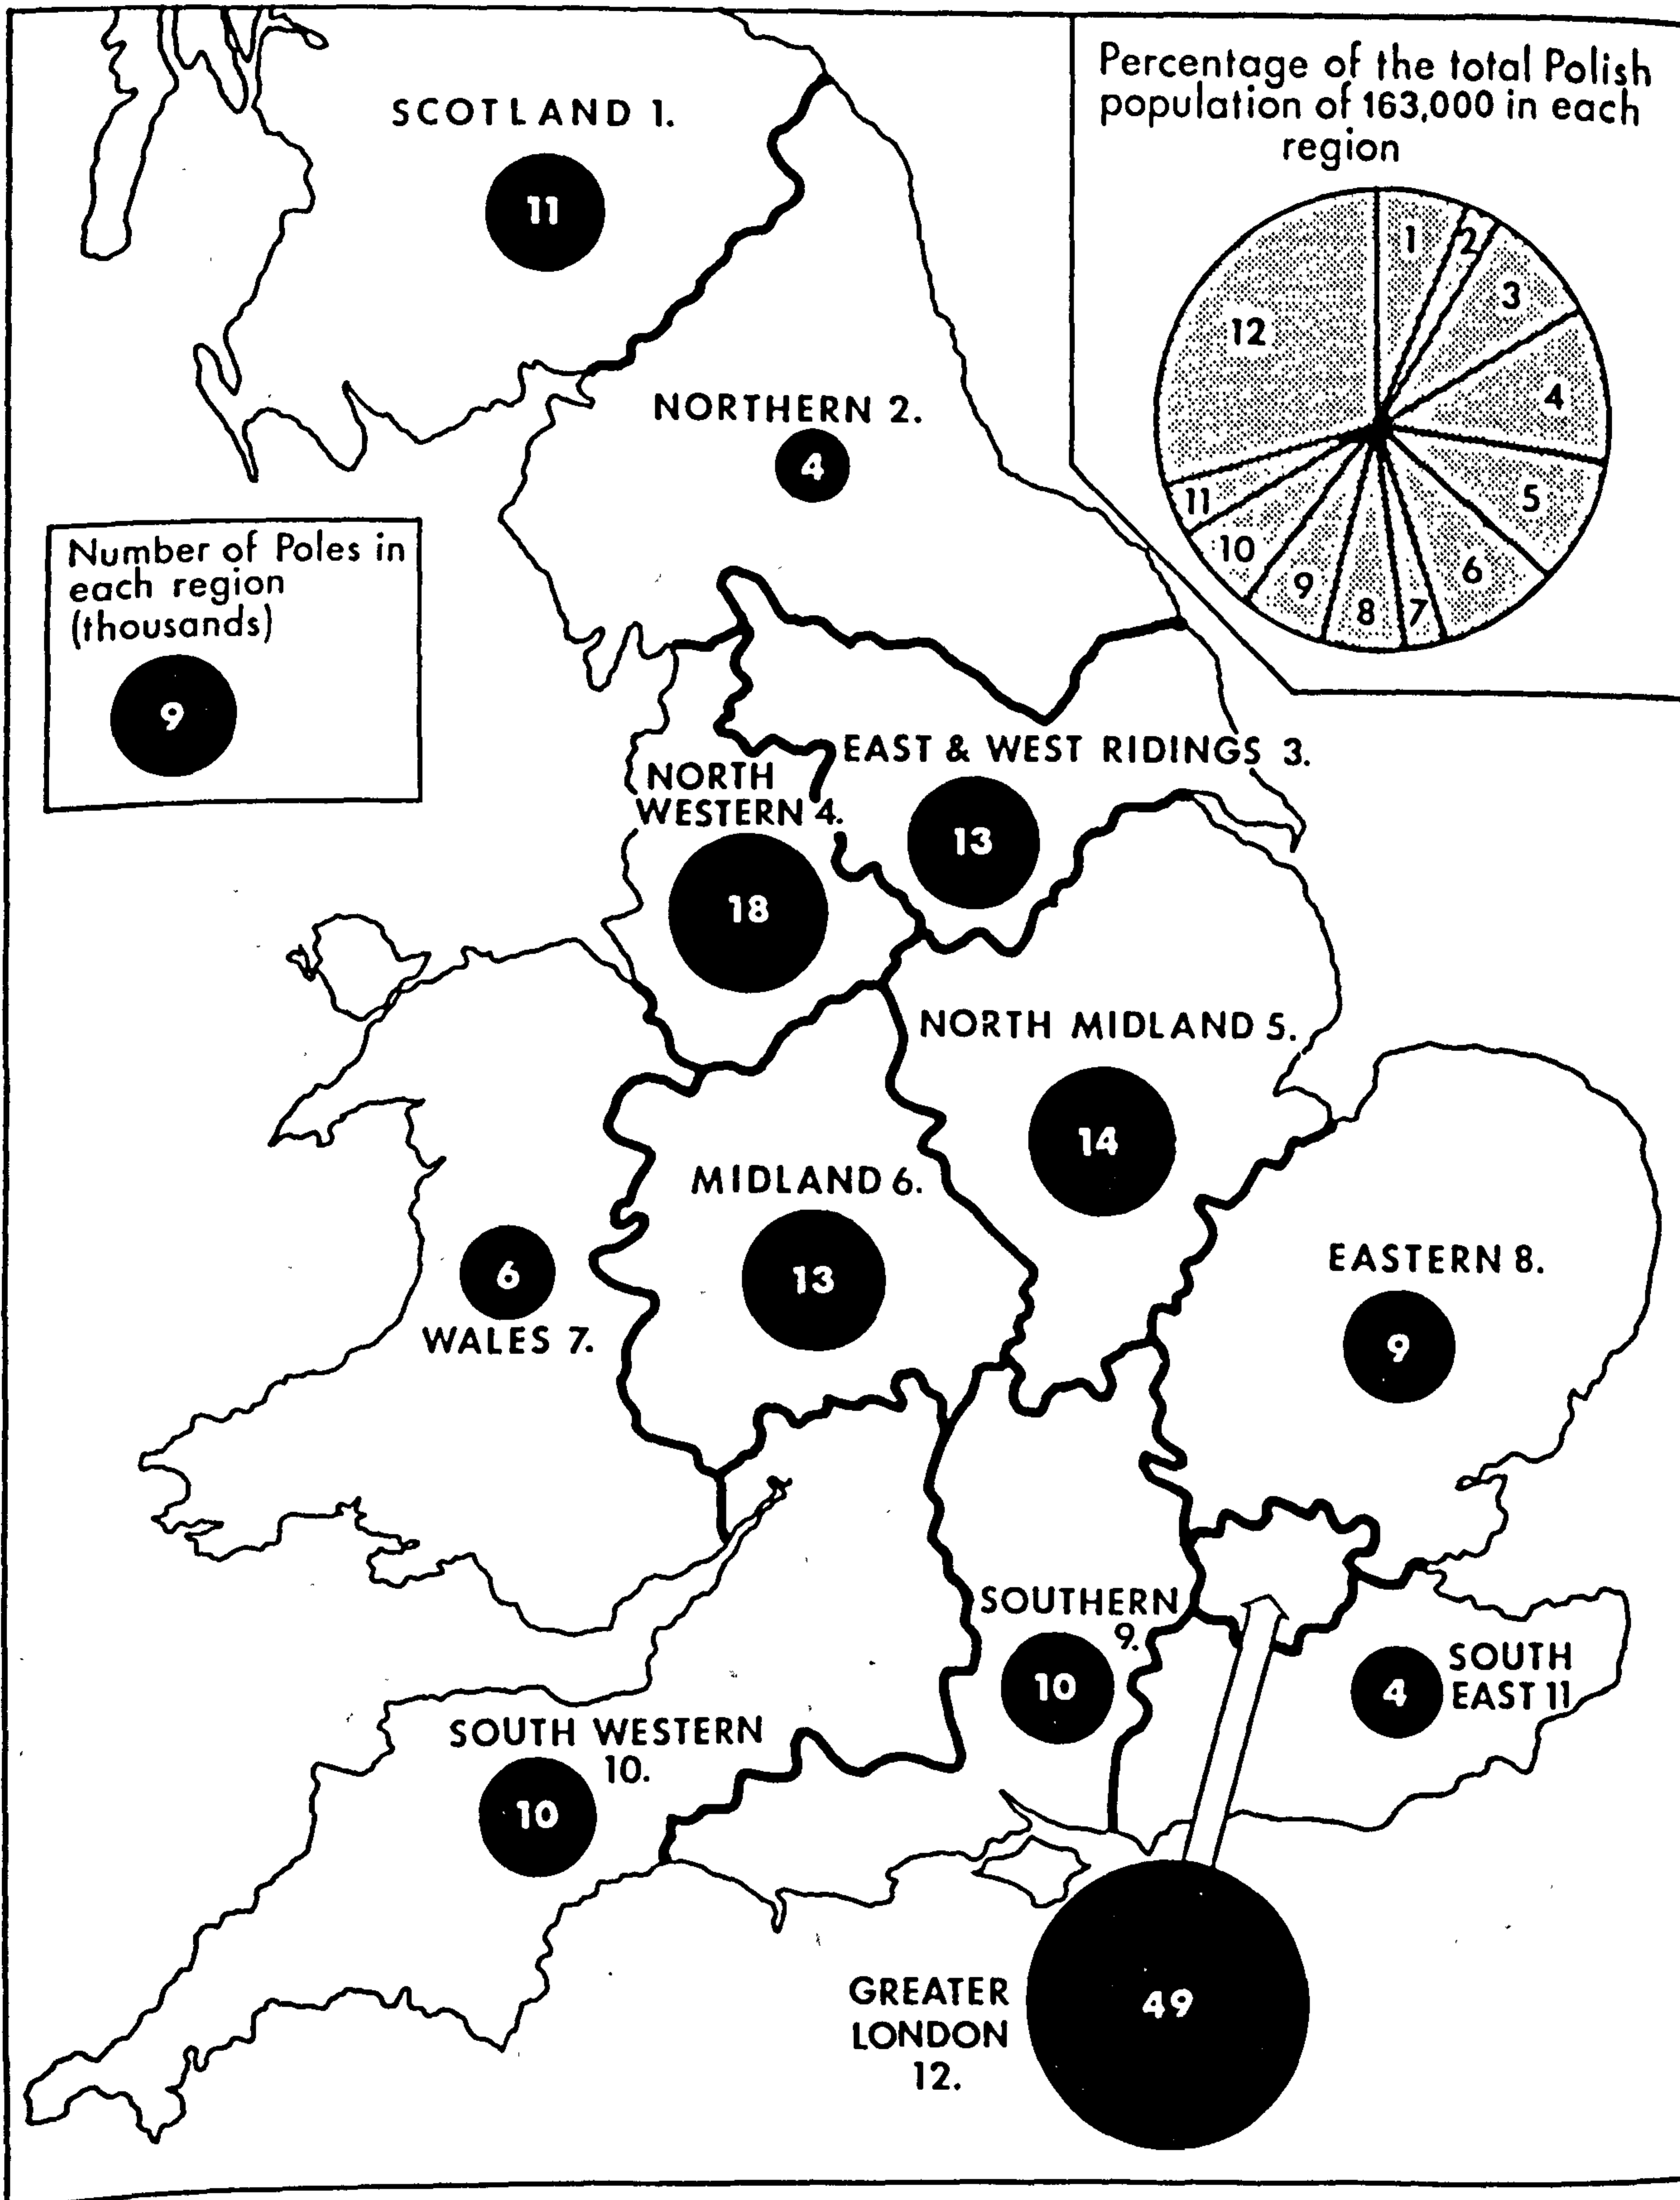 Percentage of the total Polish
population of 163,000 in each
region
1
2
3
4
5
6
7
8
9
10
11
12
SCOTLAND 1.
11
NORTHERN 2.
4
Number of Poles in
each region
(thousands)
9
EAST & WEST RIDINGS 3.
13
NORTH
WESTERN 4.
18
NORTH MIDLAND 5.
14
MIDLAND 6.
13
6
WALES 7.
EASTERN 8.
9
SOUTHERN
9.
10
SOUTH
EAST 11
4
SOUTH WESTERN
10.
10
GREATER
LONDON
12.
49